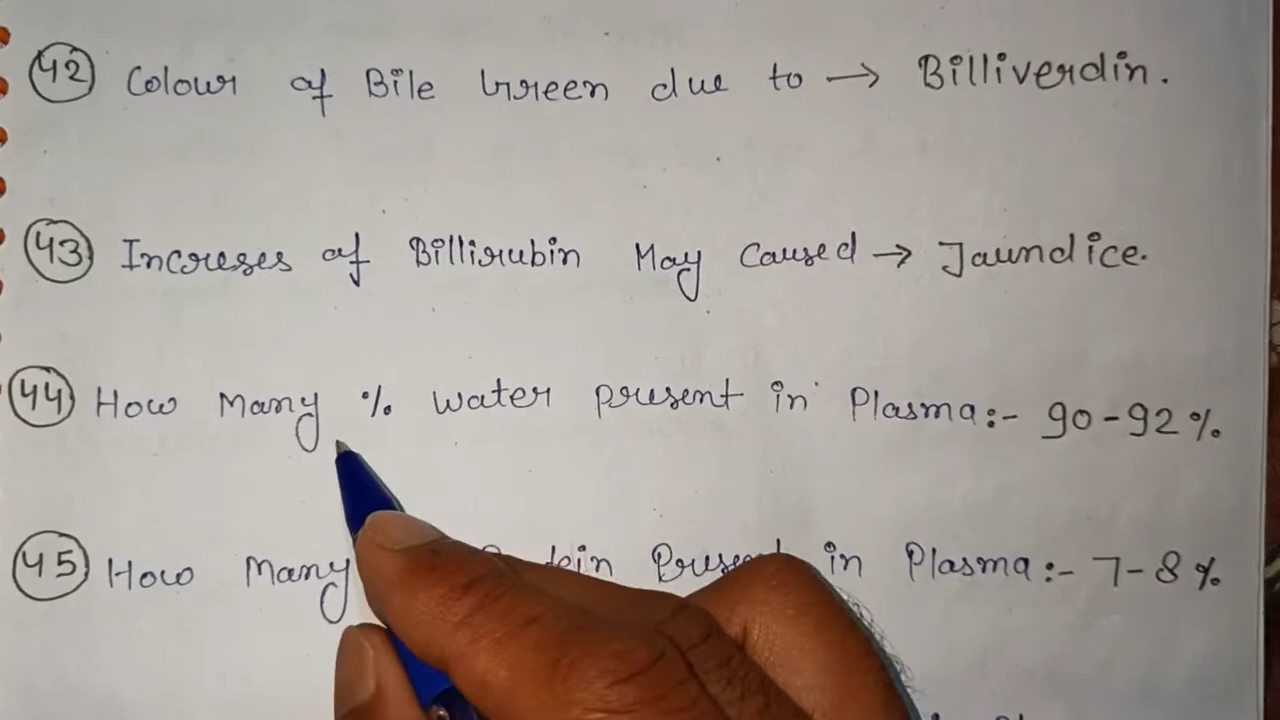 42 Colour of Bile Green due to → Billiverdin.
43 Increses of Billirubin May Caused → Jaundice.
44 How Many % water present in Plasma:- 90-92%
45 How Many Present in Plasma:- 7-8%